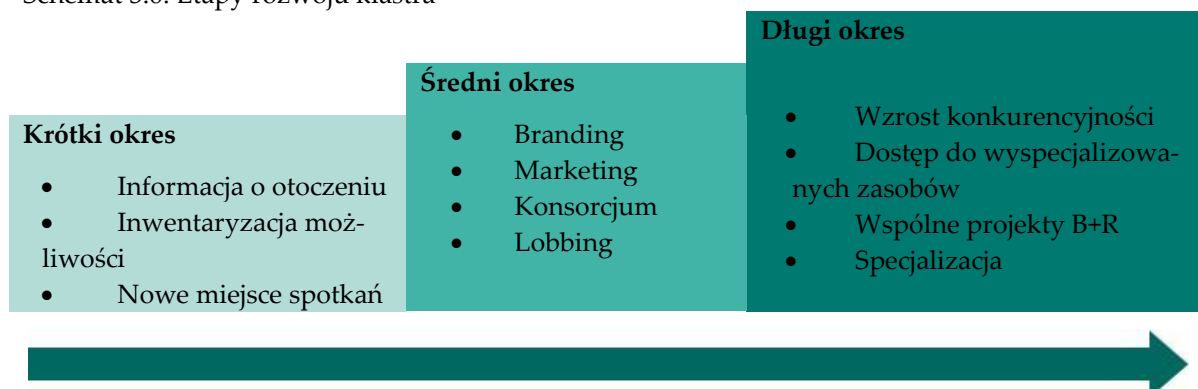 Schemat 3.6. Etapy rozwoju klastra
Krótki okres
• Informacja o otoczeniu
• Inwentaryzacja moż-
liwości
• Nowe miejsce spotkań
Średni okres
• Branding
• Marketing
• Konsorcjum
• Lobbing
Długi okres
• Wzrost konkurencyjności
• Dostęp do wyspecjalizowa-
nych zasobów
• Wspólne projekty B+R
• Specjalizacja